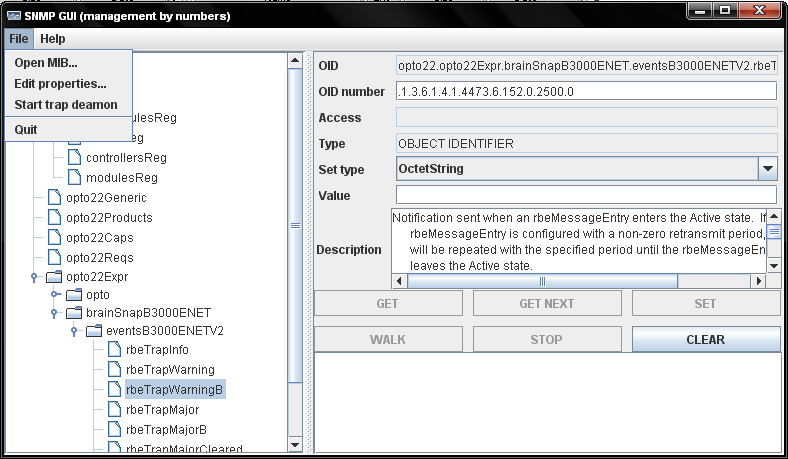 SNMP GUI (management by numbers)
File Help
Open MIB...
Edit properties...
Start trap deamon
Quit
controllersReg
modulesReg
opto22Generic
opto22Products
opto22Caps
opto22Reqs
opto22Expr
opto
brainSnapB3000ENET
eventsB3000ENETV2
rbeTrapInfo
rbeTrapWarning
rbeTrapWarningB
rbeTrapMajor
rbeTrapMajorB
rbeTrapMajorCleared
OID
opto22.opto22Expr.brainSnapB3000ENET.eventsB3000ENETV2.rbeT
OID number
.1.3.6.1.4.1.4473.6.152.0.2500.0
Access
Type
OBJECT IDENTIFIER
Set type
OctetString
Value
Description
Notification sent when an rbeMessageEntry enters the Active state. If
rbeMessageEntry is configured with a non-zero retransmit period,
will be repeated with the specified period until the rbeMessageEn
leaves the Active state.
GET
GET NEXT
SET
WALK
STOP
CLEAR